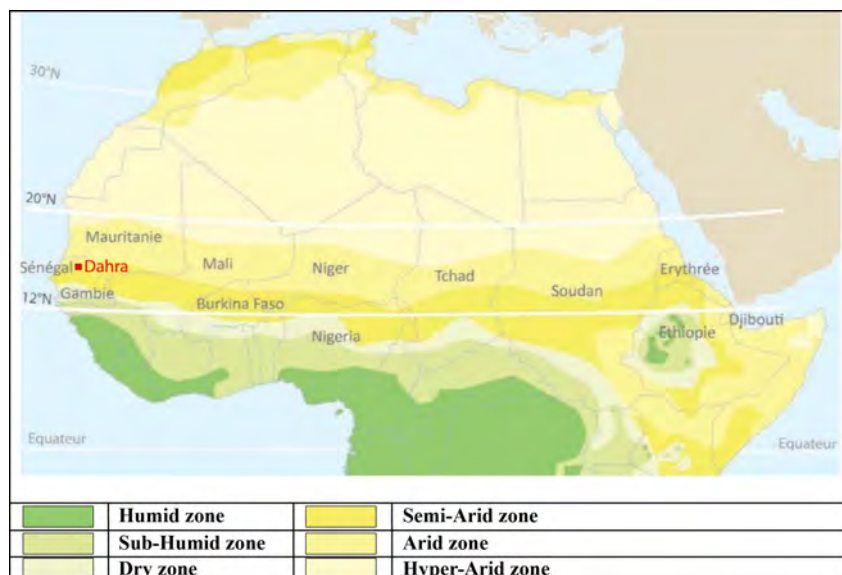 30°N
20°N
Mauritanie
Mali
Niger
Tchad
Soudan
Erythrée
Sénégal
Dahra
Gambie
12°N
Burkina Faso
Nigeria
Ethiopie
Djibouti
Equateur
Equateur
Humid zone
Semi-Arid zone
Sub-Humid zone
Arid zone
Dry zone
Hyper-Arid zone